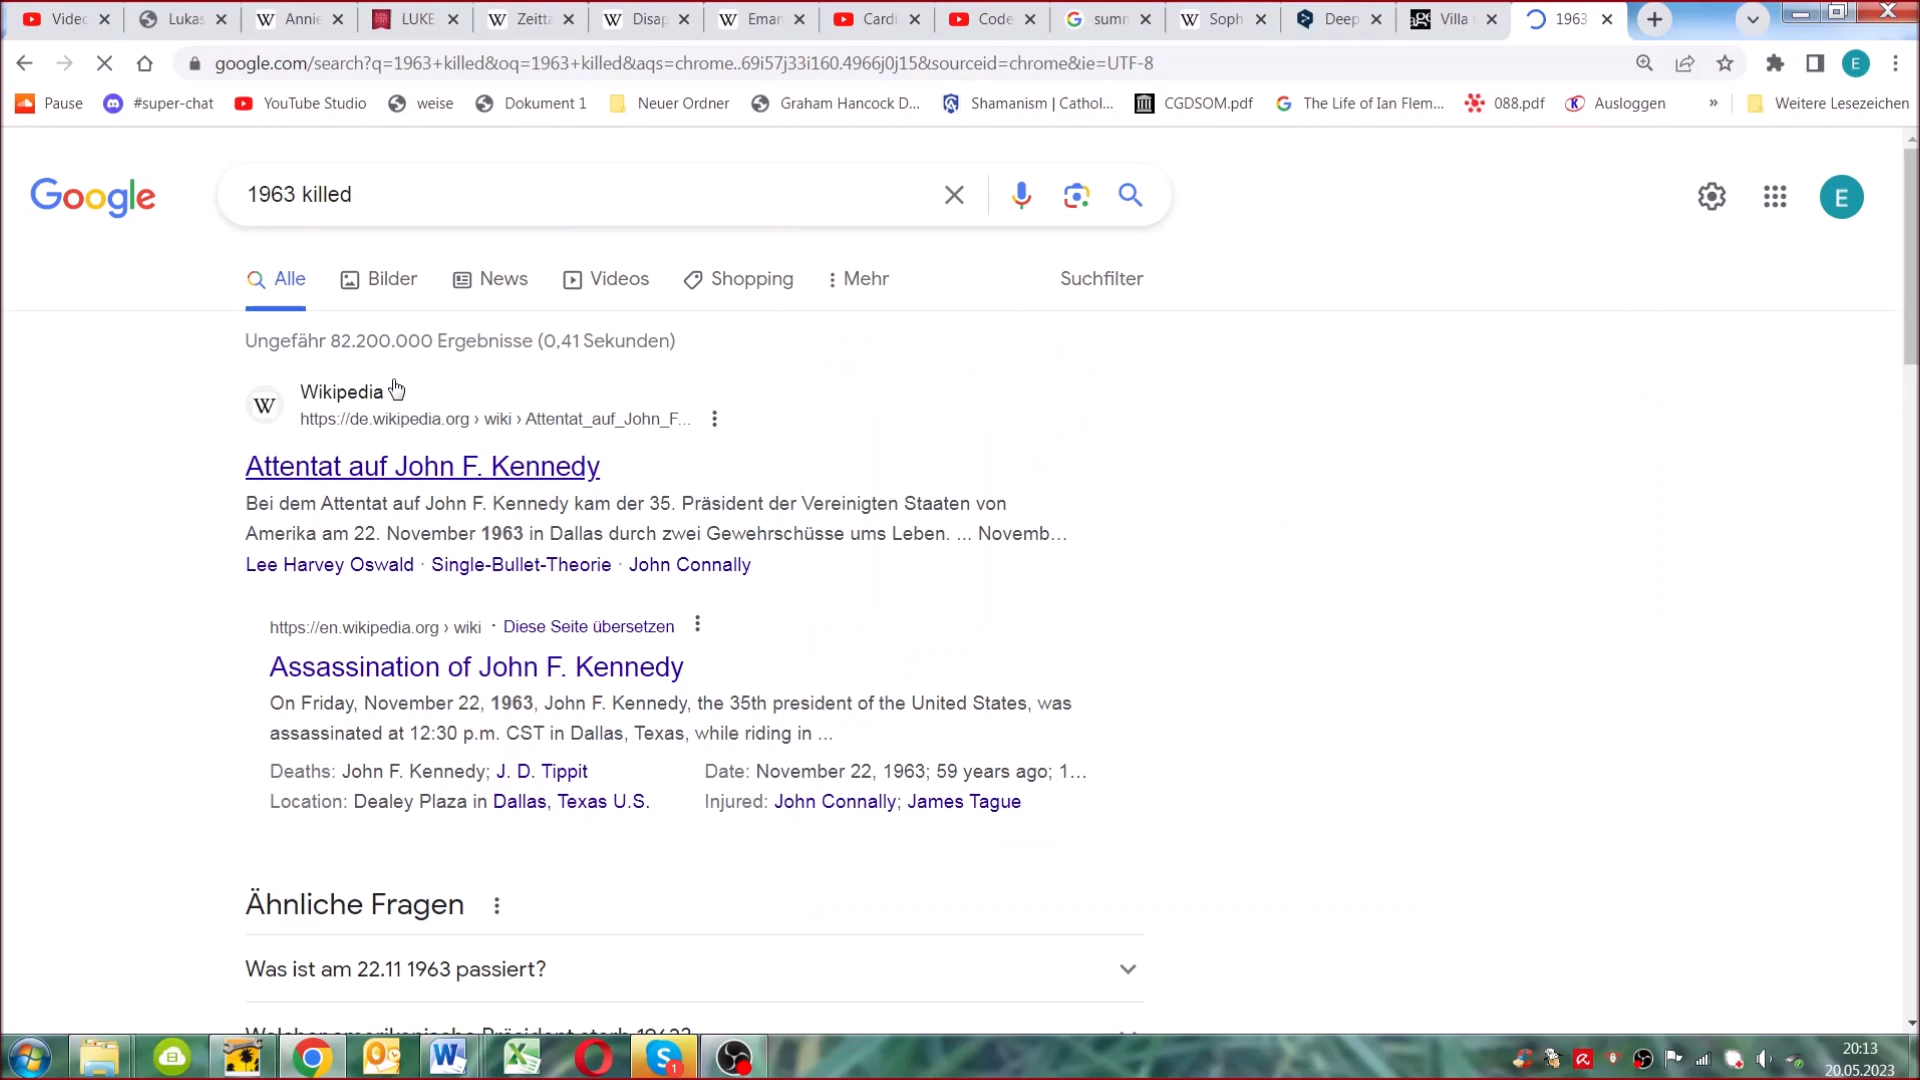 Videc
Lukas
Annie
LUKE
Zeitta
Disap
Eman
Cardi
Code
sumr
Soph
Deep
Villa
1963
google.com/search?q=1963+killed&oq=1963+killed&aqs=chrome..69i57j33i160.4966j0j15&sourceid=chrome&ie=UTF-8
E
Pause
#super-chat
YouTube Studio
weise
Dokument 1
Neuer Ordner
Graham Hancock D...
Shamanism | Cathol...
CGDSOM.pdf
The Life of Ian Flem...
088.pdf
Ausloggen
»
Weitere Lesezeichen
Google
1963 killed
E
Alle
Bilder
News
Videos
Shopping
Mehr
Suchfilter
Ungefähr 82.200.000 Ergebnisse (0,41 Sekunden)
W
Wikipedia
https://de.wikipedia.org › wiki › Attentat_auf_John_F...
Attentat auf John F. Kennedy
Bei dem Attentat auf John F. Kennedy kam der 35. Präsident der Vereinigten Staaten von
Amerika am 22. November 1963 in Dallas durch zwei Gewehrschüsse ums Leben. ... Novemb...
Lee Harvey Oswald · Single-Bullet-Theorie · John Connally
https://en.wikipedia.org › wiki · Diese Seite übersetzen
Assassination of John F. Kennedy
On Friday, November 22, 1963, John F. Kennedy, the 35th president of the United States, was
assassinated at 12:30 p.m. CST in Dallas, Texas, while riding in ...
Deaths: John F. Kennedy; J. D. Tippit
Date: November 22, 1963; 59 years ago; 1...
Location: Dealey Plaza in Dallas, Texas U.S.
Injured: John Connally; James Tague
Ähnliche Fragen
Was ist am 22.11 1963 passiert?
Welcher amerikanische Präsident starb 1963?
20:13
20.05.2023